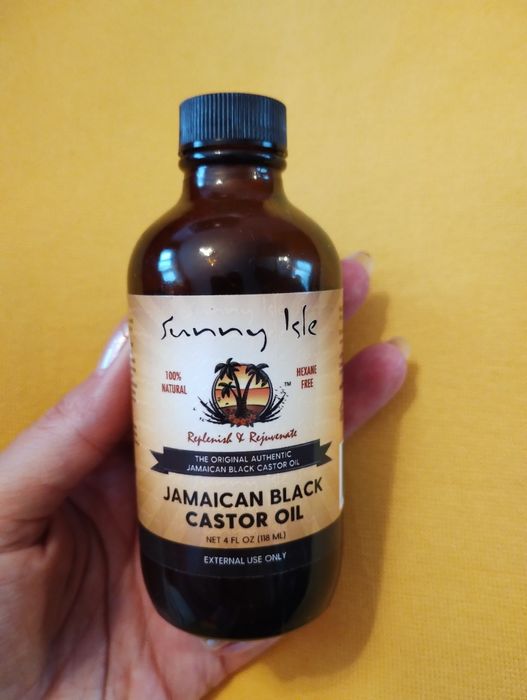 Sunny Isle
100%
NATURAL
HEXANE
FREE
TM
Replenish & Rejuvenate
THE ORIGINAL AUTHENTIC
JAMAICAN BLACK CASTOR OIL
JAMAICAN BLACK
CASTOR OIL
NET 4 FL OZ (118 ML)
EXTERNAL USE ONLY